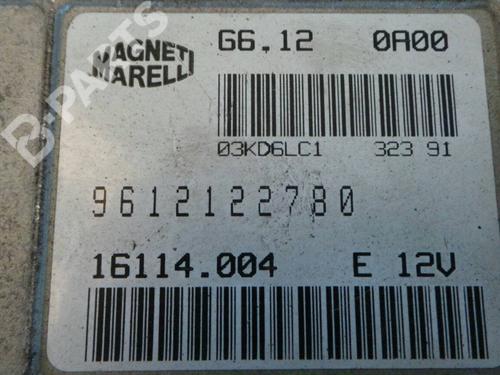 MAGNETI MARELLI
G6.12 0A00
03KD6LC1 323 91
9612122780
16114.004 E 12V
B-PARTS